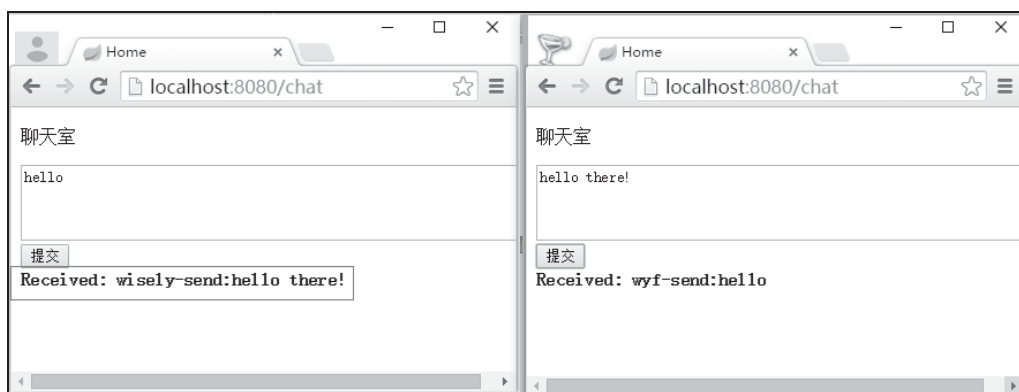 Home
localhost:8080/chat
聊天室
hello
提交
Received: wisely-send:hello there!
Home
localhost:8080/chat
聊天室
hello there!
提交
Received: wyf-send:hello